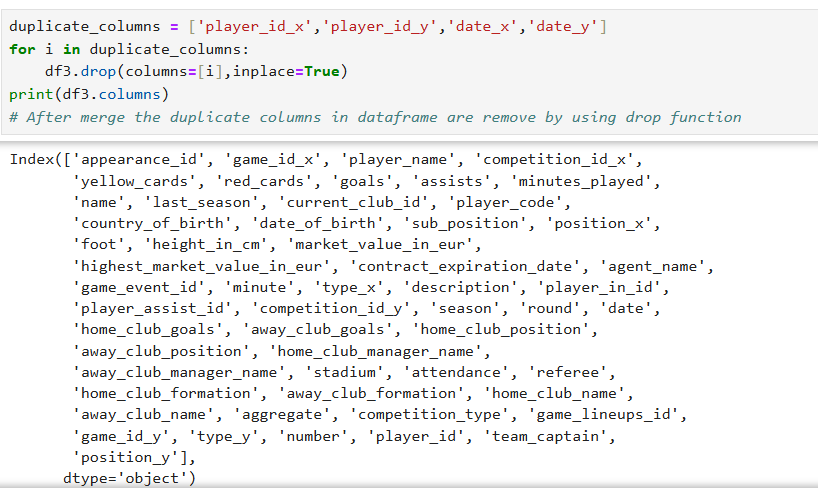 duplicate_columns = ['player_id_x','player_id_y','date_x','date_y']
for i in duplicate_columns:
    df3.drop(columns=[i],inplace=True)
print(df3.columns)
# After merge the duplicate columns in dataframe are remove by using drop function
Index(['appearance_id', 'game_id_x', 'player_name', 'competition_id_x',
       'yellow_cards', 'red_cards', 'goals', 'assists', 'minutes_played',
       'name', 'last_season', 'current_club_id', 'player_code',
       'country_of_birth', 'date_of_birth', 'sub_position', 'position_x',
       'foot', 'height_in_cm', 'market_value_in_eur',
       'highest_market_value_in_eur', 'contract_expiration_date', 'agent_name',
       'game_event_id', 'minute', 'type_x', 'description', 'player_in_id',
       'player_assist_id', 'competition_id_y', 'season', 'round', 'date',
       'home_club_goals', 'away_club_goals', 'home_club_position',
       'away_club_position', 'home_club_manager_name',
       'away_club_manager_name', 'stadium', 'attendance', 'referee',
       'home_club_formation', 'away_club_formation', 'home_club_name',
       'away_club_name', 'aggregate', 'competition_type', 'game_lineups_id',
       'game_id_y', 'type_y', 'number', 'player_id', 'team_captain',
       'position_y'],
      dtype='object')